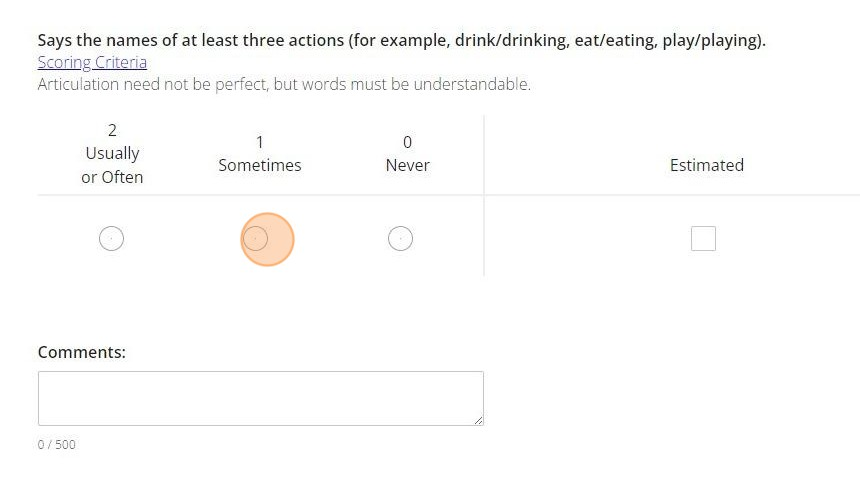 Says the names of at least three actions (for example, drink/drinking, eat/eating, play/playing).
Scoring Criteria
Articulation need not be perfect, but words must be understandable.
2
Usually
or Often
1
Sometimes
0
Never
Estimated
Comments:
0 / 500